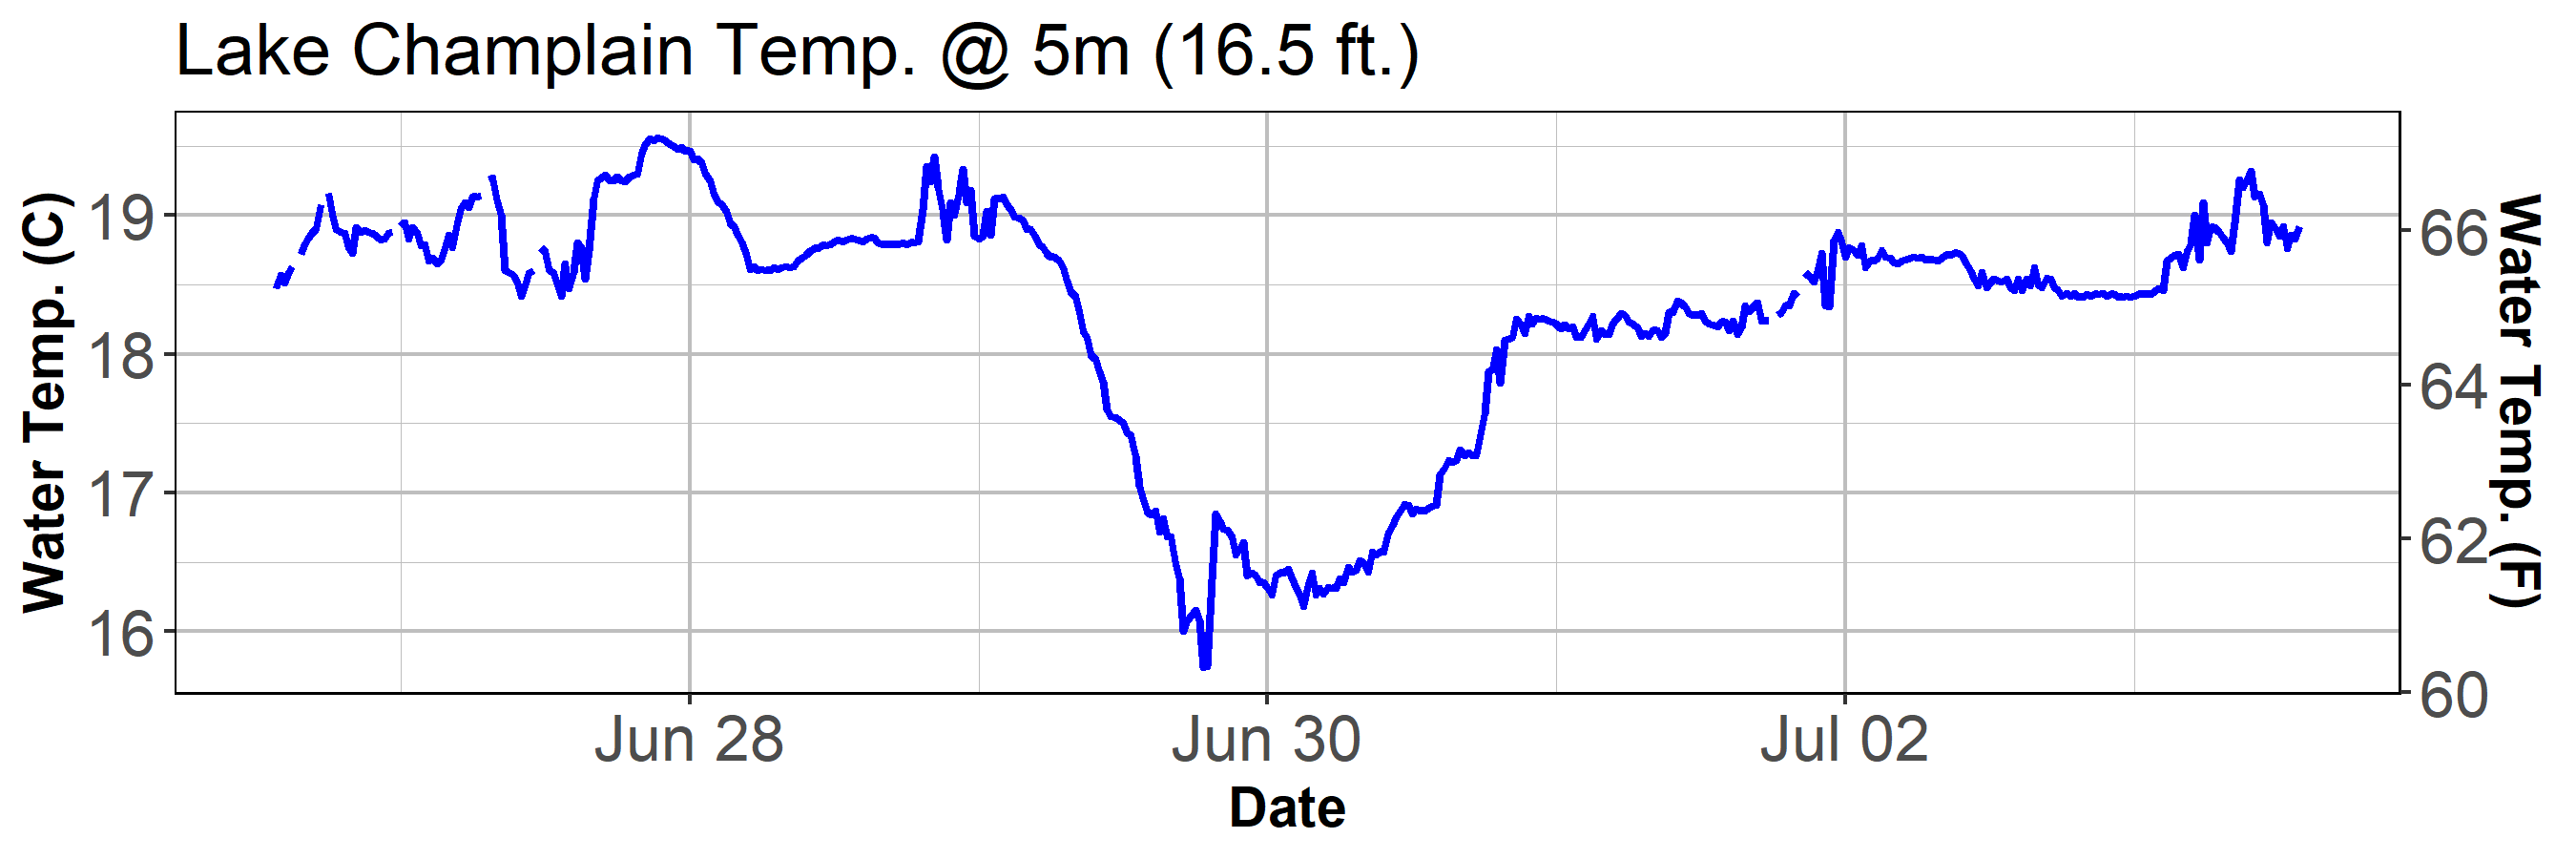 Lake Champlain Temp. @ 5m (16.5 ft.)
Water Temp. (C)
19
18
17
16
66
64
62
60
Water Temp. (F)
Jun 28
Jun 30
Jul 02
Date